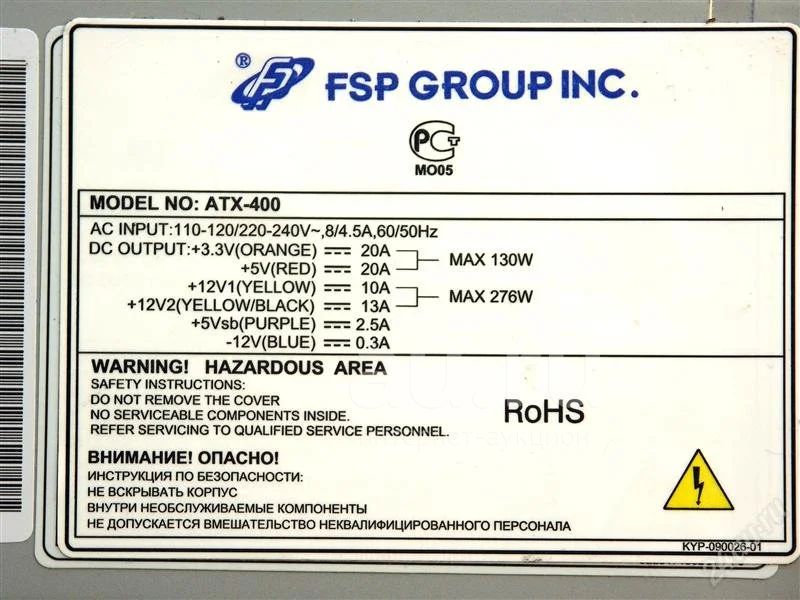 ® FSP GROUP INC.
PCT
MO05
MODEL NO: ATX-400
AC INPUT:110-120/220-240V~,8/4.5A,60/50Hz
DC OUTPUT:+3.3V(ORANGE) 20A
+5V(RED) 20A
MAX 130W
+12V1(YELLOW) 10A
+12V2(YELLOW/BLACK) 13A
MAX 276W
+5Vsb(PURPLE) 2.5A
-12V(BLUE) 0.3A
WARNING! HAZARDOUS AREA
SAFETY INSTRUCTIONS:
DO NOT REMOVE THE COVER
NO SERVICEABLE COMPONENTS INSIDE.
REFER SERVICING TO QUALIFIED SERVICE PERSONNEL.
RoHS
ВНИМАНИЕ! ОПАСНО!
ИНСТРУКЦИЯ ПО БЕЗОПАСНОСТИ:
НЕ ВСКРЫВАТЬ КОРПУС
ВНУТРИ НЕОБСЛУЖИВАЕМЫЕ КОМПОНЕНТЫ
НЕ ДОПУСКАЕТСЯ ВМЕШАТЕЛЬСТВО НЕКВАЛИФИЦИРОВАННОГО ПЕРСОНАЛА
KYP-090026-01